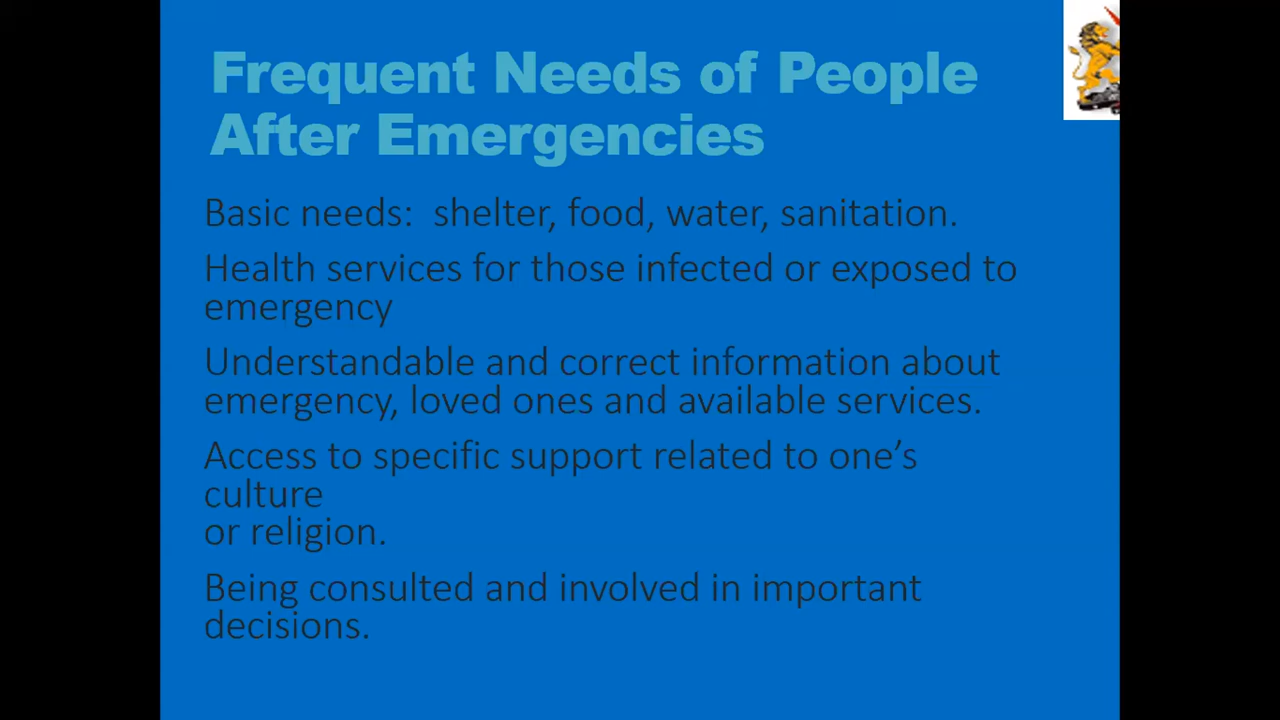 Frequent Needs of People
After Emergencies
Basic needs:  shelter, food, water, sanitation.
Health services for those infected or exposed to
emergency
Understandable and correct information about
emergency, loved ones and available services.
Access to specific support related to one’s
culture
or religion.
Being consulted and involved in important
decisions.